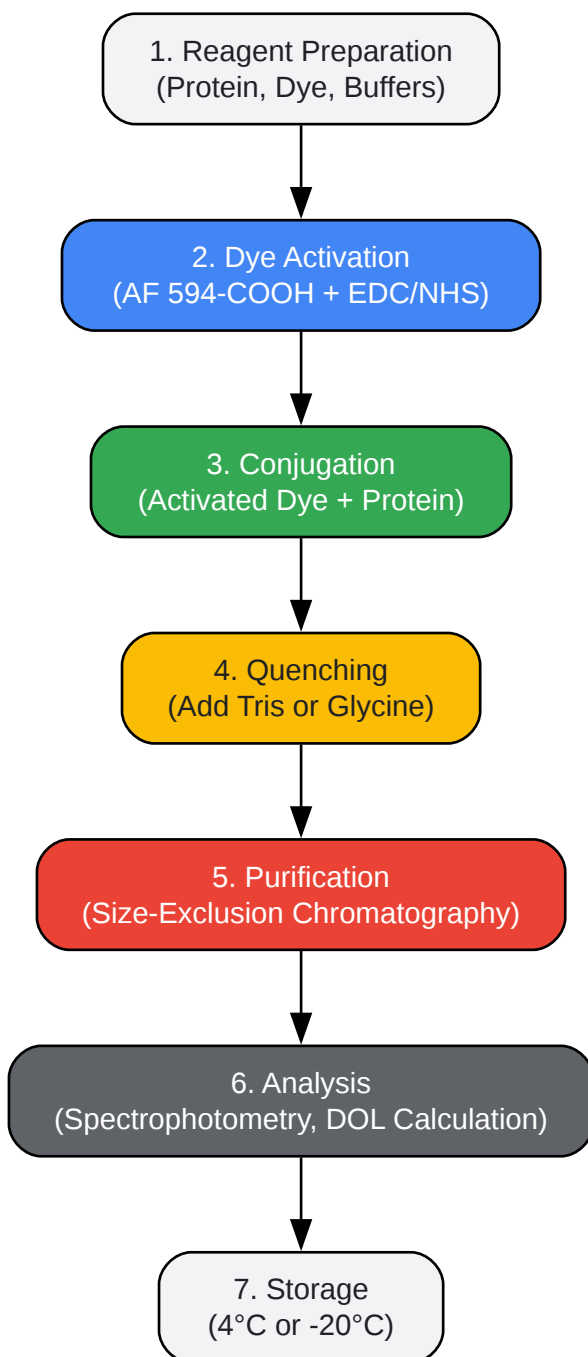 1. Reagent Preparation
(Protein, Dye, Buffers)
2. Dye Activation
(AF 594-COOH + EDC/NHS)
3. Conjugation
(Activated Dye + Protein)
4. Quenching
(Add Tris or Glycine)
5. Purification
(Size-Exclusion Chromatography)
6. Analysis
(Spectrophotometry, DOL Calculation)
7. Storage
(4°C or -20°C)